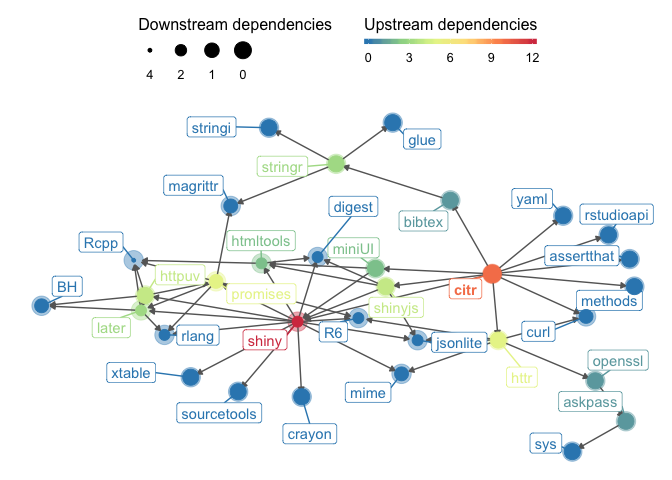 Downstream dependencies
4 2 1 0
Upstream dependencies
0 3 6 9 12
stringi
glue
stringr
magrittr
digest
bibtex
yaml
rstudioapi
Rcpp
htmltools
miniUI
assertthat
BH
httpuv
promises
citr
methods
later
rlang
shiny
R6
shinyjs
jsonlite
curl
xtable
mime
httr
openssl
sourcetools
askpass
crayon
sys